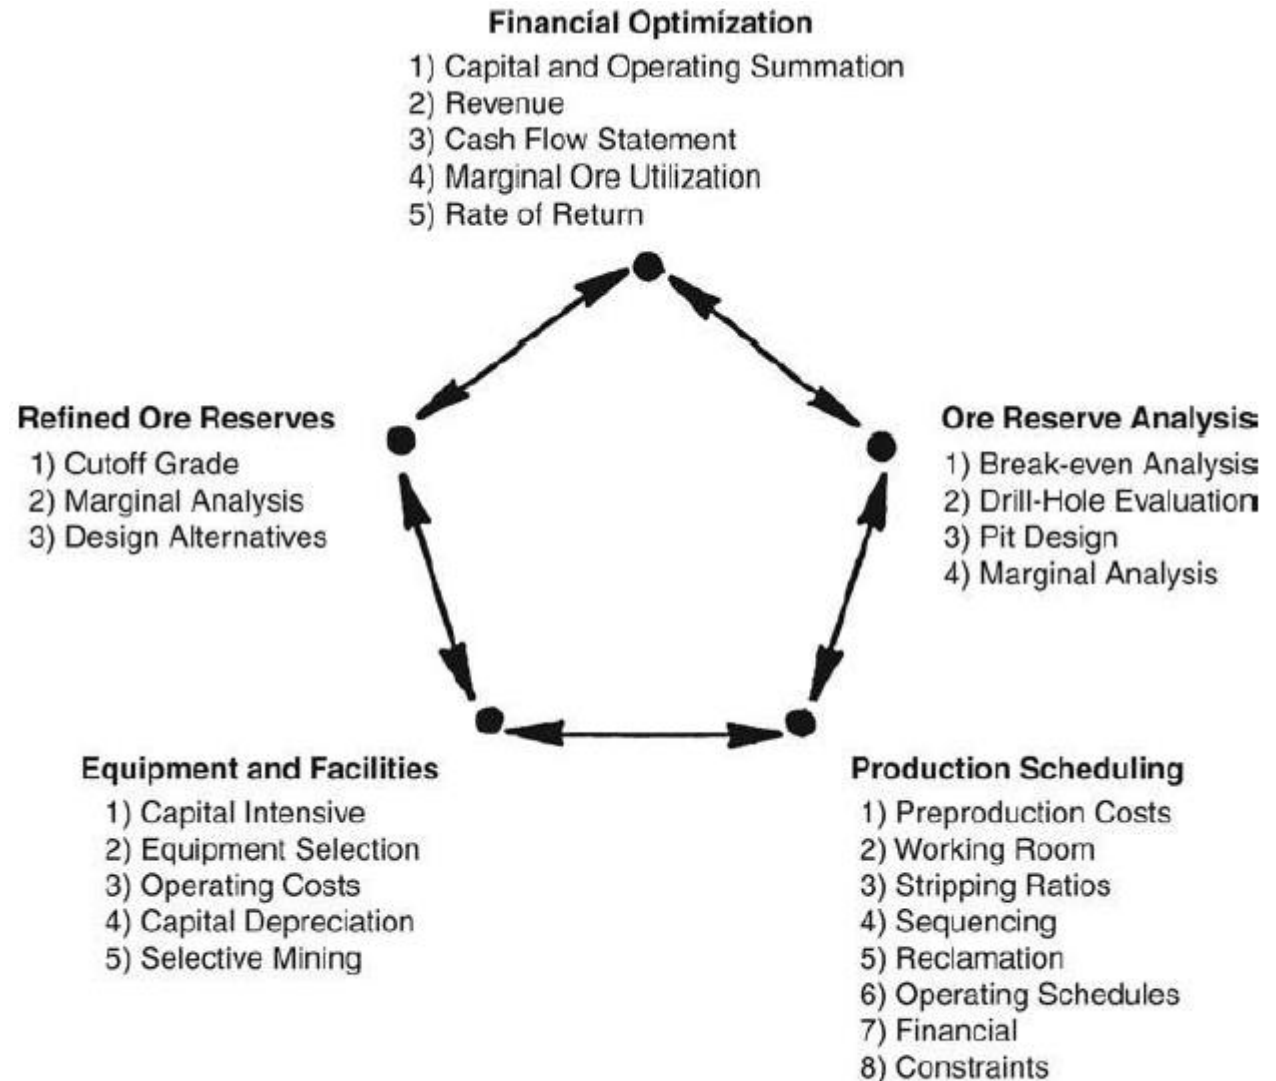 Financial Optimization
1) Capital and Operating Summation
2) Revenue
3) Cash Flow Statement
4) Marginal Ore Utilization
5) Rate of Return
Refined Ore Reserves
1) Cutoff Grade
2) Marginal Analysis
3) Design Alternatives
Ore Reserve Analysis
1) Break-even Analysis
2) Drill-Hole Evaluation
3) Pit Design
4) Marginal Analysis
Equipment and Facilities
1) Capital Intensive
2) Equipment Selection
3) Operating Costs
4) Capital Depreciation
5) Selective Mining
Production Scheduling
1) Preproduction Costs
2) Working Room
3) Stripping Ratios
4) Sequencing
5) Reclamation
6) Operating Schedules
7) Financial
8) Constraints